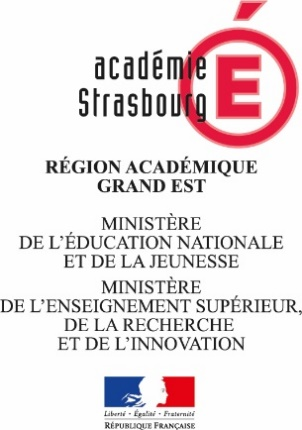 académie
Strasbourg
É
RÉGION ACADÉMIQUE
GRAND EST
MINISTÈRE
DE L'ÉDUCATION NATIONALE
ET DE LA JEUNESSE
MINISTÈRE
DE L'ENSEIGNEMENT SUPÉRIEUR,
DE LA RECHERCHE
ET DE L'INNOVATION
Liberté • Égalité • Fraternité
RÉPUBLIQUE FRANÇAISE